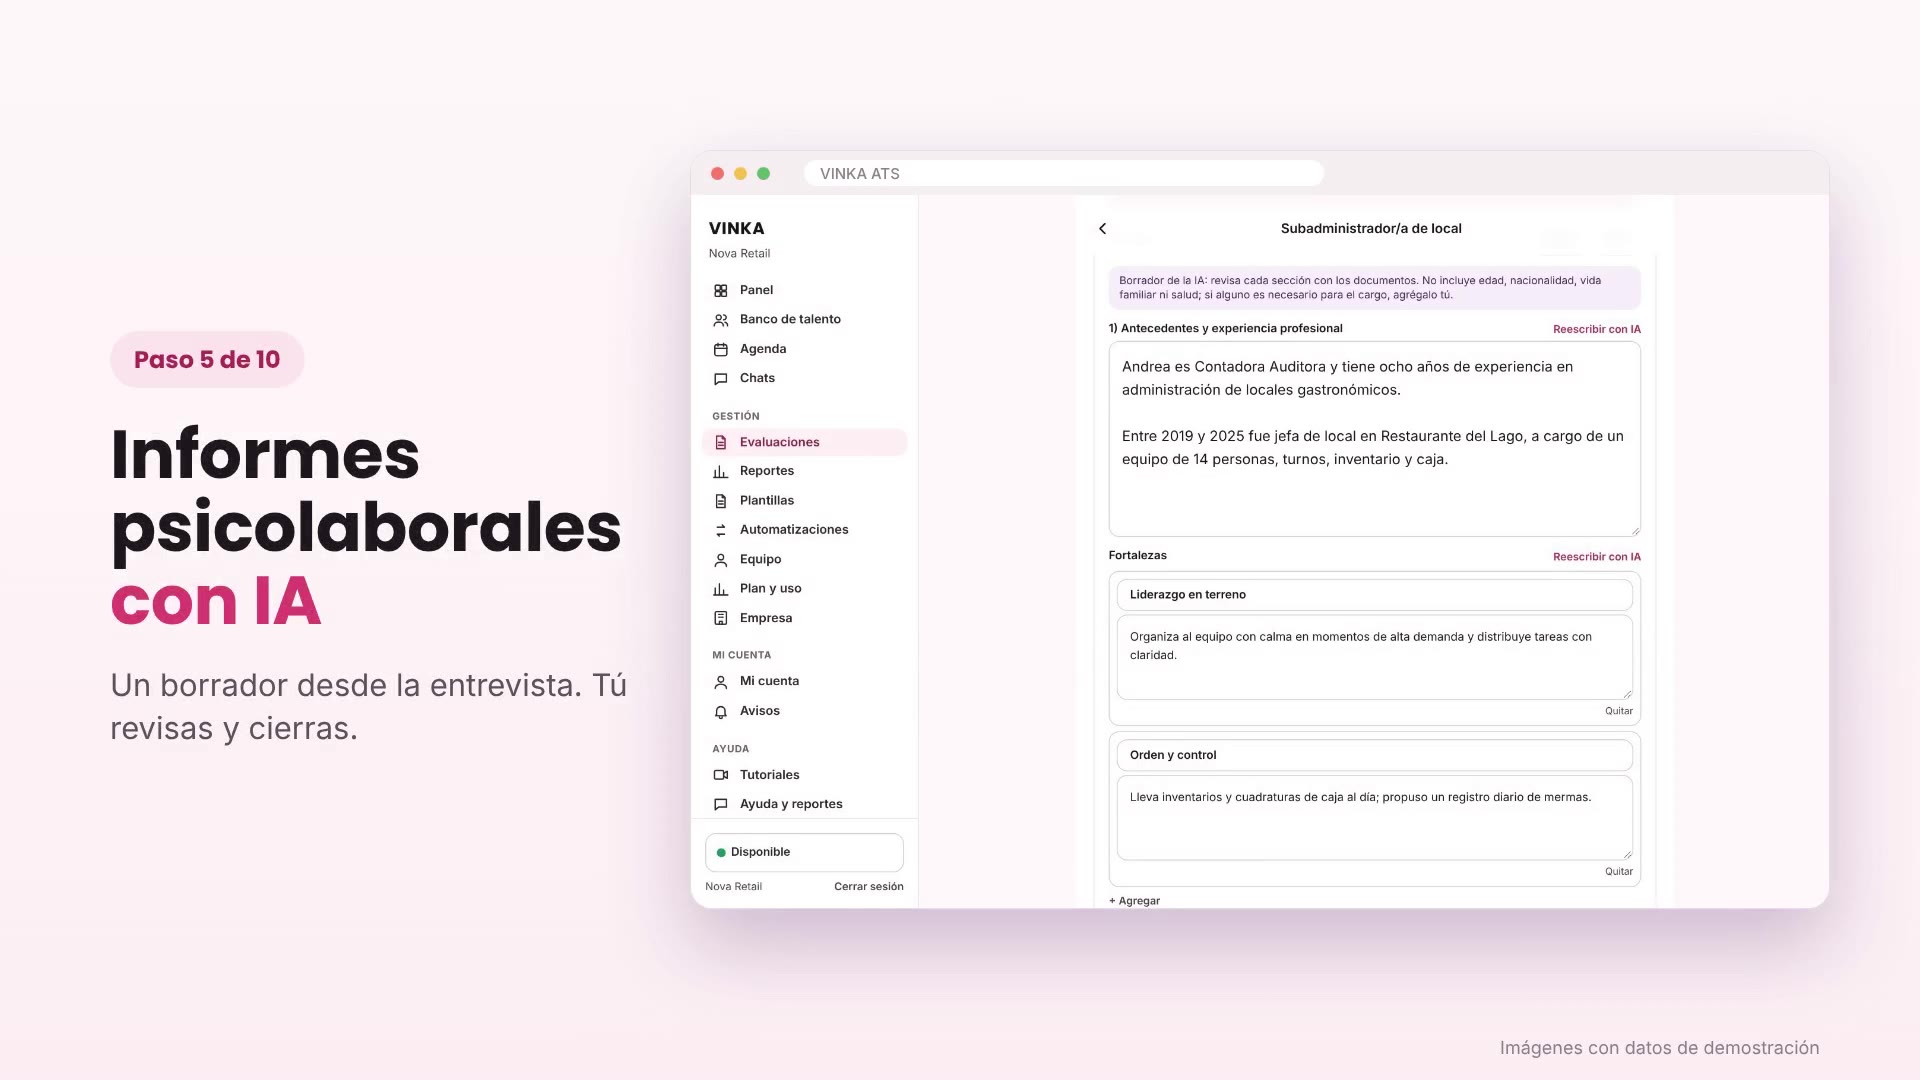 Paso 5 de 10
Informes
psicolaborales
con IA
Un borrador desde la entrevista. Tú
revisas y cierras.
VINKA ATS
VINKA
Nova Retail
Panel
Banco de talento
Agenda
Chats
GESTIÓN
Evaluaciones
Reportes
Plantillas
Automatizaciones
Equipo
Plan y uso
Empresa
MI CUENTA
Mi cuenta
Avisos
AYUDA
Tutoriales
Ayuda y reportes
Disponible
Nova Retail
Cerrar sesión
Subadministrador/a de local
Borrador de la IA: revisa cada sección con los documentos. No incluye edad, nacionalidad, vida
familiar ni salud; si alguno es necesario para el cargo, agrégalo tú.
1) Antecedentes y experiencia profesional
Reescribir con IA
Andrea es Contadora Auditora y tiene ocho años de experiencia en
administración de locales gastronómicos.
Entre 2019 y 2025 fue jefa de local en Restaurante del Lago, a cargo de un
equipo de 14 personas, turnos, inventario y caja.
Fortalezas
Reescribir con IA
Liderazgo en terreno
Organiza al equipo con calma en momentos de alta demanda y distribuye tareas con
claridad.
Quitar
Orden y control
Lleva inventarios y cuadraturas de caja al día; propuso un registro diario de mermas.
Quitar
+ Agregar
Imágenes con datos de demostración